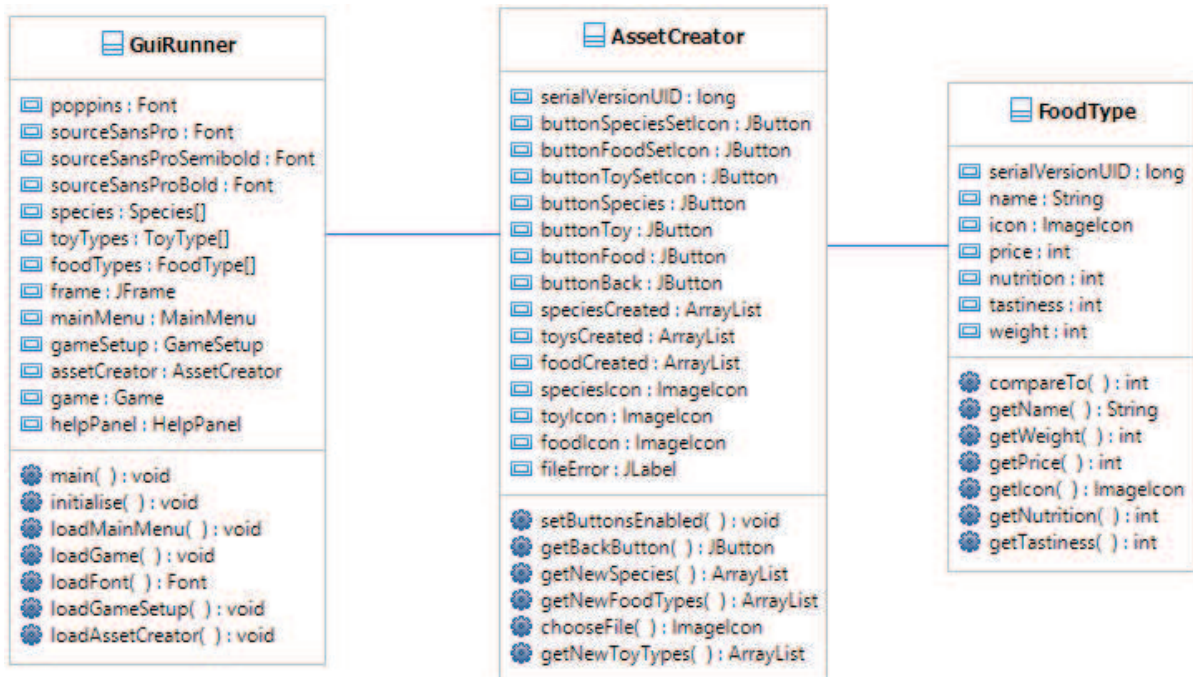 GuiRunner
poppins : Font
sourceSansPro : Font
sourceSansProSemibold : Font
sourceSansProBold : Font
species : Species[]
toyTypes : ToyType[]
foodTypes : FoodType[]
frame : JFrame
mainMenu : MainMenu
gameSetup : GameSetup
assetCreator : AssetCreator
game : Game
helpPanel : HelpPanel
main( ) : void
initialise( ) : void
loadMainMenu( ) : void
loadGame( ) : void
loadFont( ) : Font
loadGameSetup( ) : void
loadAssetCreator( ) : void
AssetCreator
serialVersionUID : long
buttonSpeciesSetIcon : JButton
buttonFoodSetIcon : JButton
buttonToySetIcon : JButton
buttonSpecies : JButton
buttonToy : JButton
buttonFood : JButton
buttonBack : JButton
speciesCreated : ArrayList
toysCreated : ArrayList
foodCreated : ArrayList
speciesIcon : ImageIcon
toyIcon : ImageIcon
foodIcon : ImageIcon
fileError : JLabel
setButtonsEnabled( ) : void
getBackButton( ) : JButton
getNewSpecies( ) : ArrayList
getNewFoodTypes( ) : ArrayList
chooseFile( ) : ImageIcon
getNewToyTypes( ) : ArrayList
FoodType
serialVersionUID : long
name : String
icon : ImageIcon
price : int
nutrition : int
tastiness : int
weight : int
compareTo( ) : int
getName( ) : String
getWeight( ) : int
getPrice( ) : int
getIcon( ) : ImageIcon
getNutrition( ) : int
getTastiness( ) : int